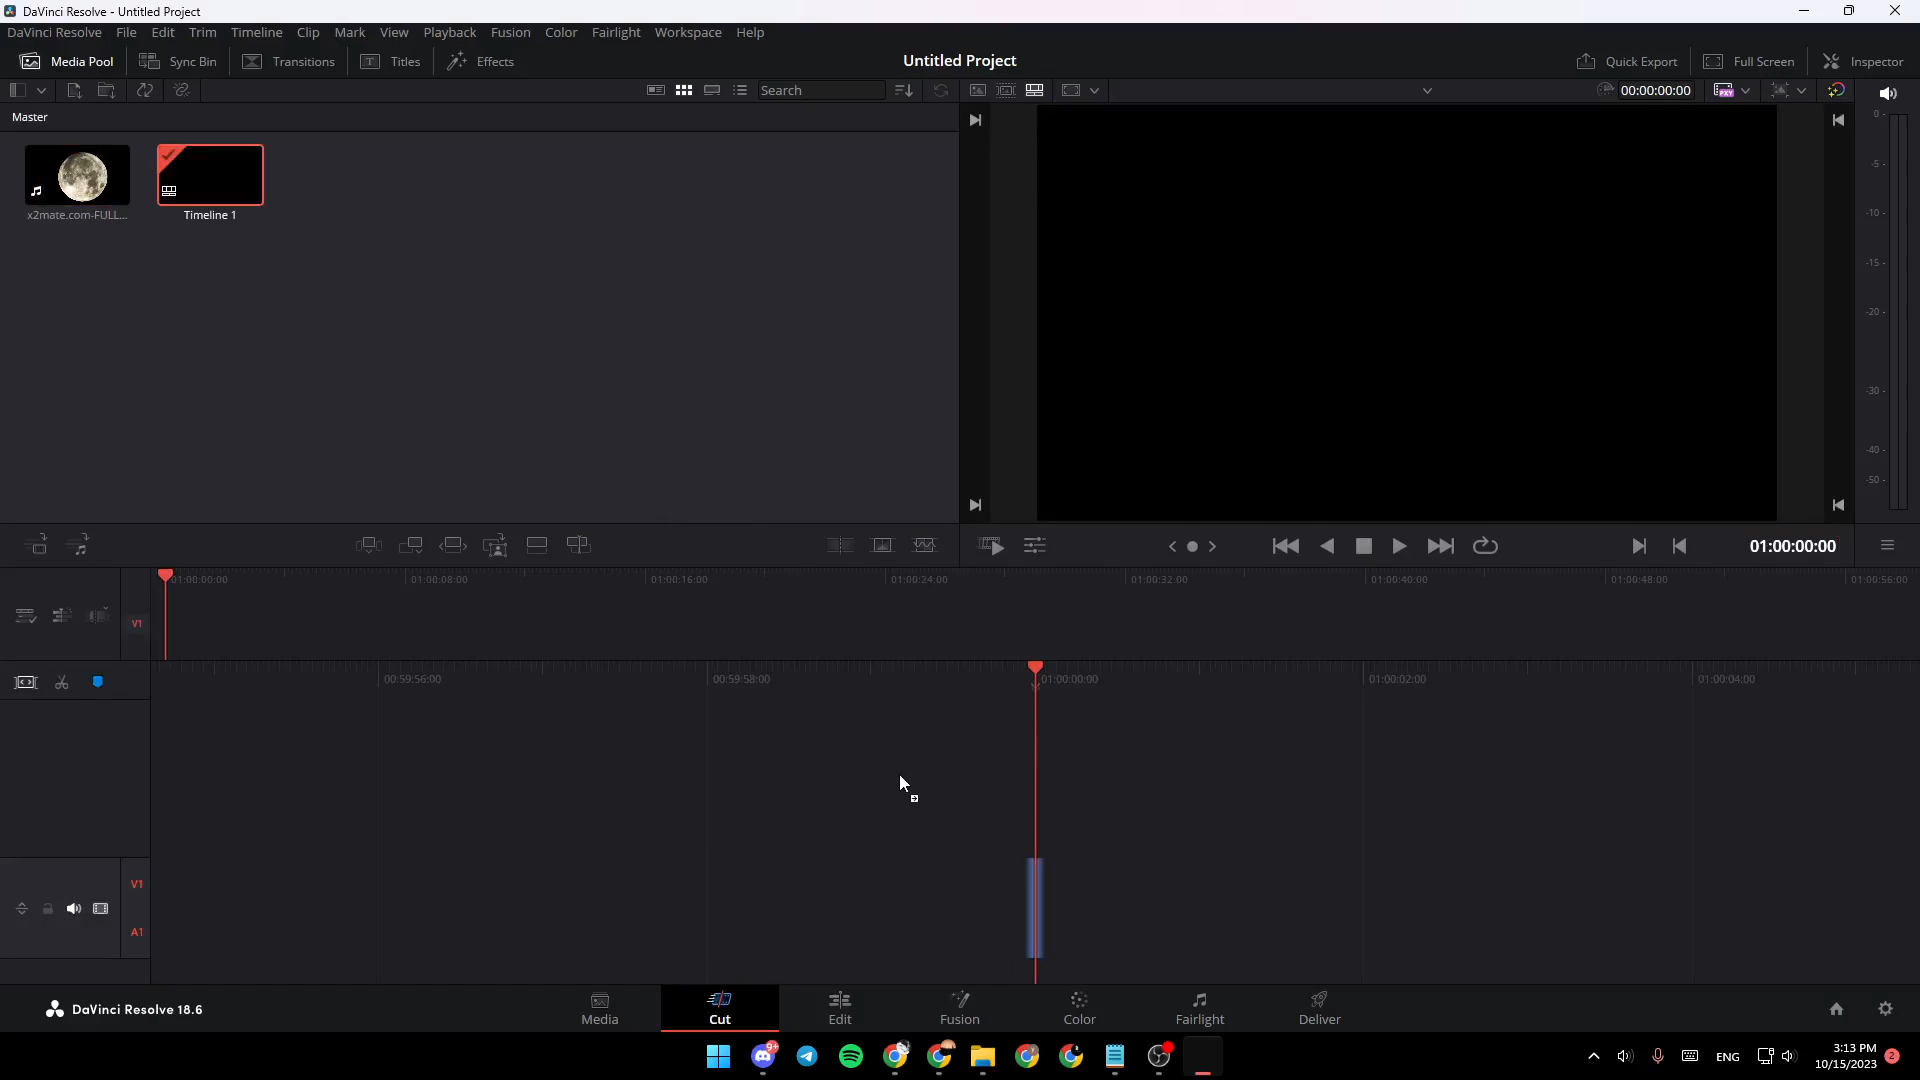 DaVinci Resolve - Untitled Project
DaVinci Resolve File Edit Trim Timeline Clip Mark View Playback Fusion Color Fairlight Workspace Help
Media Pool Sync Bin Transitions Titles Effects Untitled Project Quick Export Full Screen Inspector
Search 00:00:00:00 PXY
Master
0 -
-5 -
-10 -
-15 -
-20 -
-30 -
-40 -
-50 -
x2mate.com-FULL... Timeline 1
01:00:00:00
01:00:00:00 01:00:08:00 01:00:16:00 01:00:24:00 01:00:32:00 01:00:40:00 01:00:48:00 01:00:56:00
V1
00:59:56:00 00:59:58:00 01:00:00:00 01:00:02:00 01:00:04:00
V1
A1
DaVinci Resolve 18.6 Media Cut Edit Fusion Color Fairlight Deliver
9+ ENG 3:13 PM
10/15/2023 2